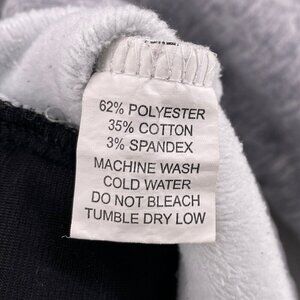 62% POLYESTER
35% COTTON
3% SPANDEX
MACHINE WASH
COLD WATER
DO NOT BLEACH
TUMBLE DRY LOW